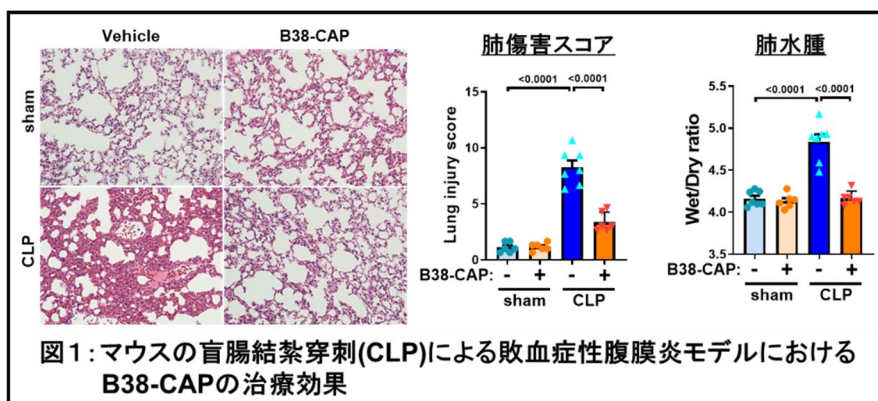 Vehicle
B38-CAP
sham
CLP
肺傷害スコア
<0.0001 <0.0001
Lung injury score
15
10
5
0
B38-CAP: - + - +
sham CLP
肺水腫
<0.0001 <0.0001
Wet/Dry ratio
5.5
5.0
4.5
4.0
3.5
B38-CAP: - + - +
sham CLP
図1：マウスの盲腸結紮穿刺(CLP)による敗血症性腹膜炎モデルにおける
B38-CAPの治療効果